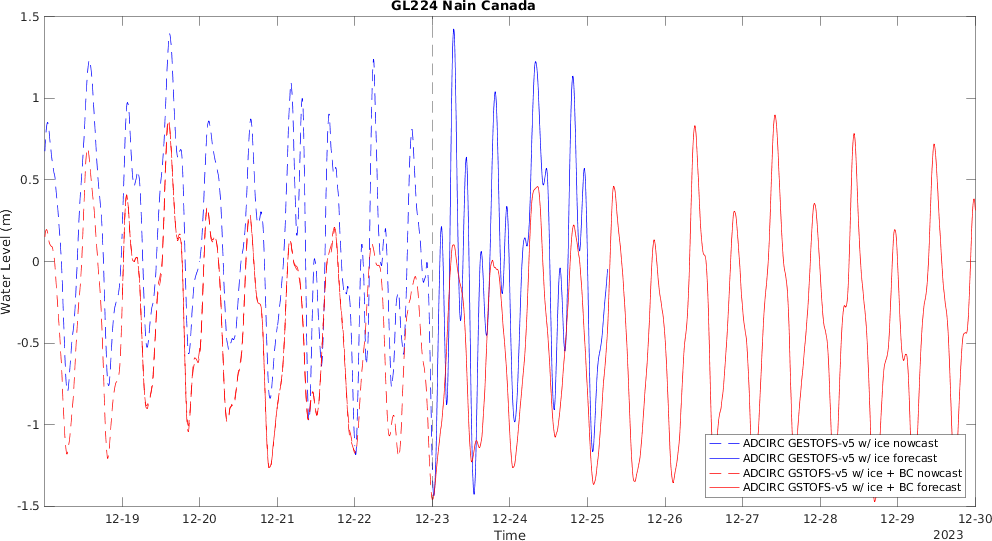 GL224 Nain Canada
1.5
1
0.5
0
-0.5
-1
-1.5
Water Level (m)
ADCIRC GESTOFS-v5 w/ ice nowcast
ADCIRC GESTOFS-v5 w/ ice forecast
ADCIRC GSTOFS-v5 w/ ice + BC nowcast
ADCIRC GSTOFS-v5 w/ ice + BC forecast
12-19 12-20 12-21 12-22 12-23 12-24 12-25 12-26 12-27 12-28 12-29 12-30
Time
2023